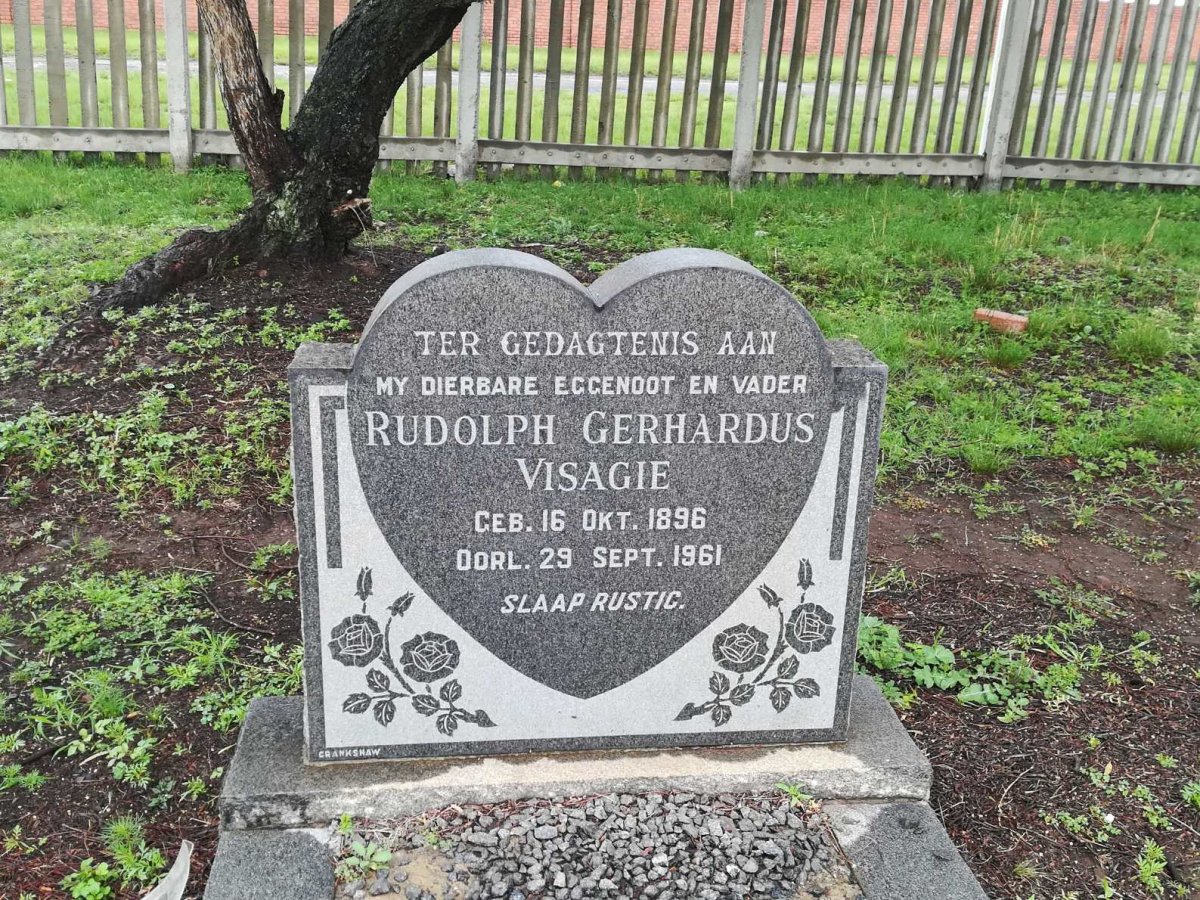 TER GEDAGTENIS AAN
MY DIERBARE EGGENOOT EN VADER
RUDOLPH GERHARDUS
VISAGIE
GEB. 16 OKT. 1896
OORL. 29 SEPT. 1961
SLAAP RUSTIG.
CRANKSHAW